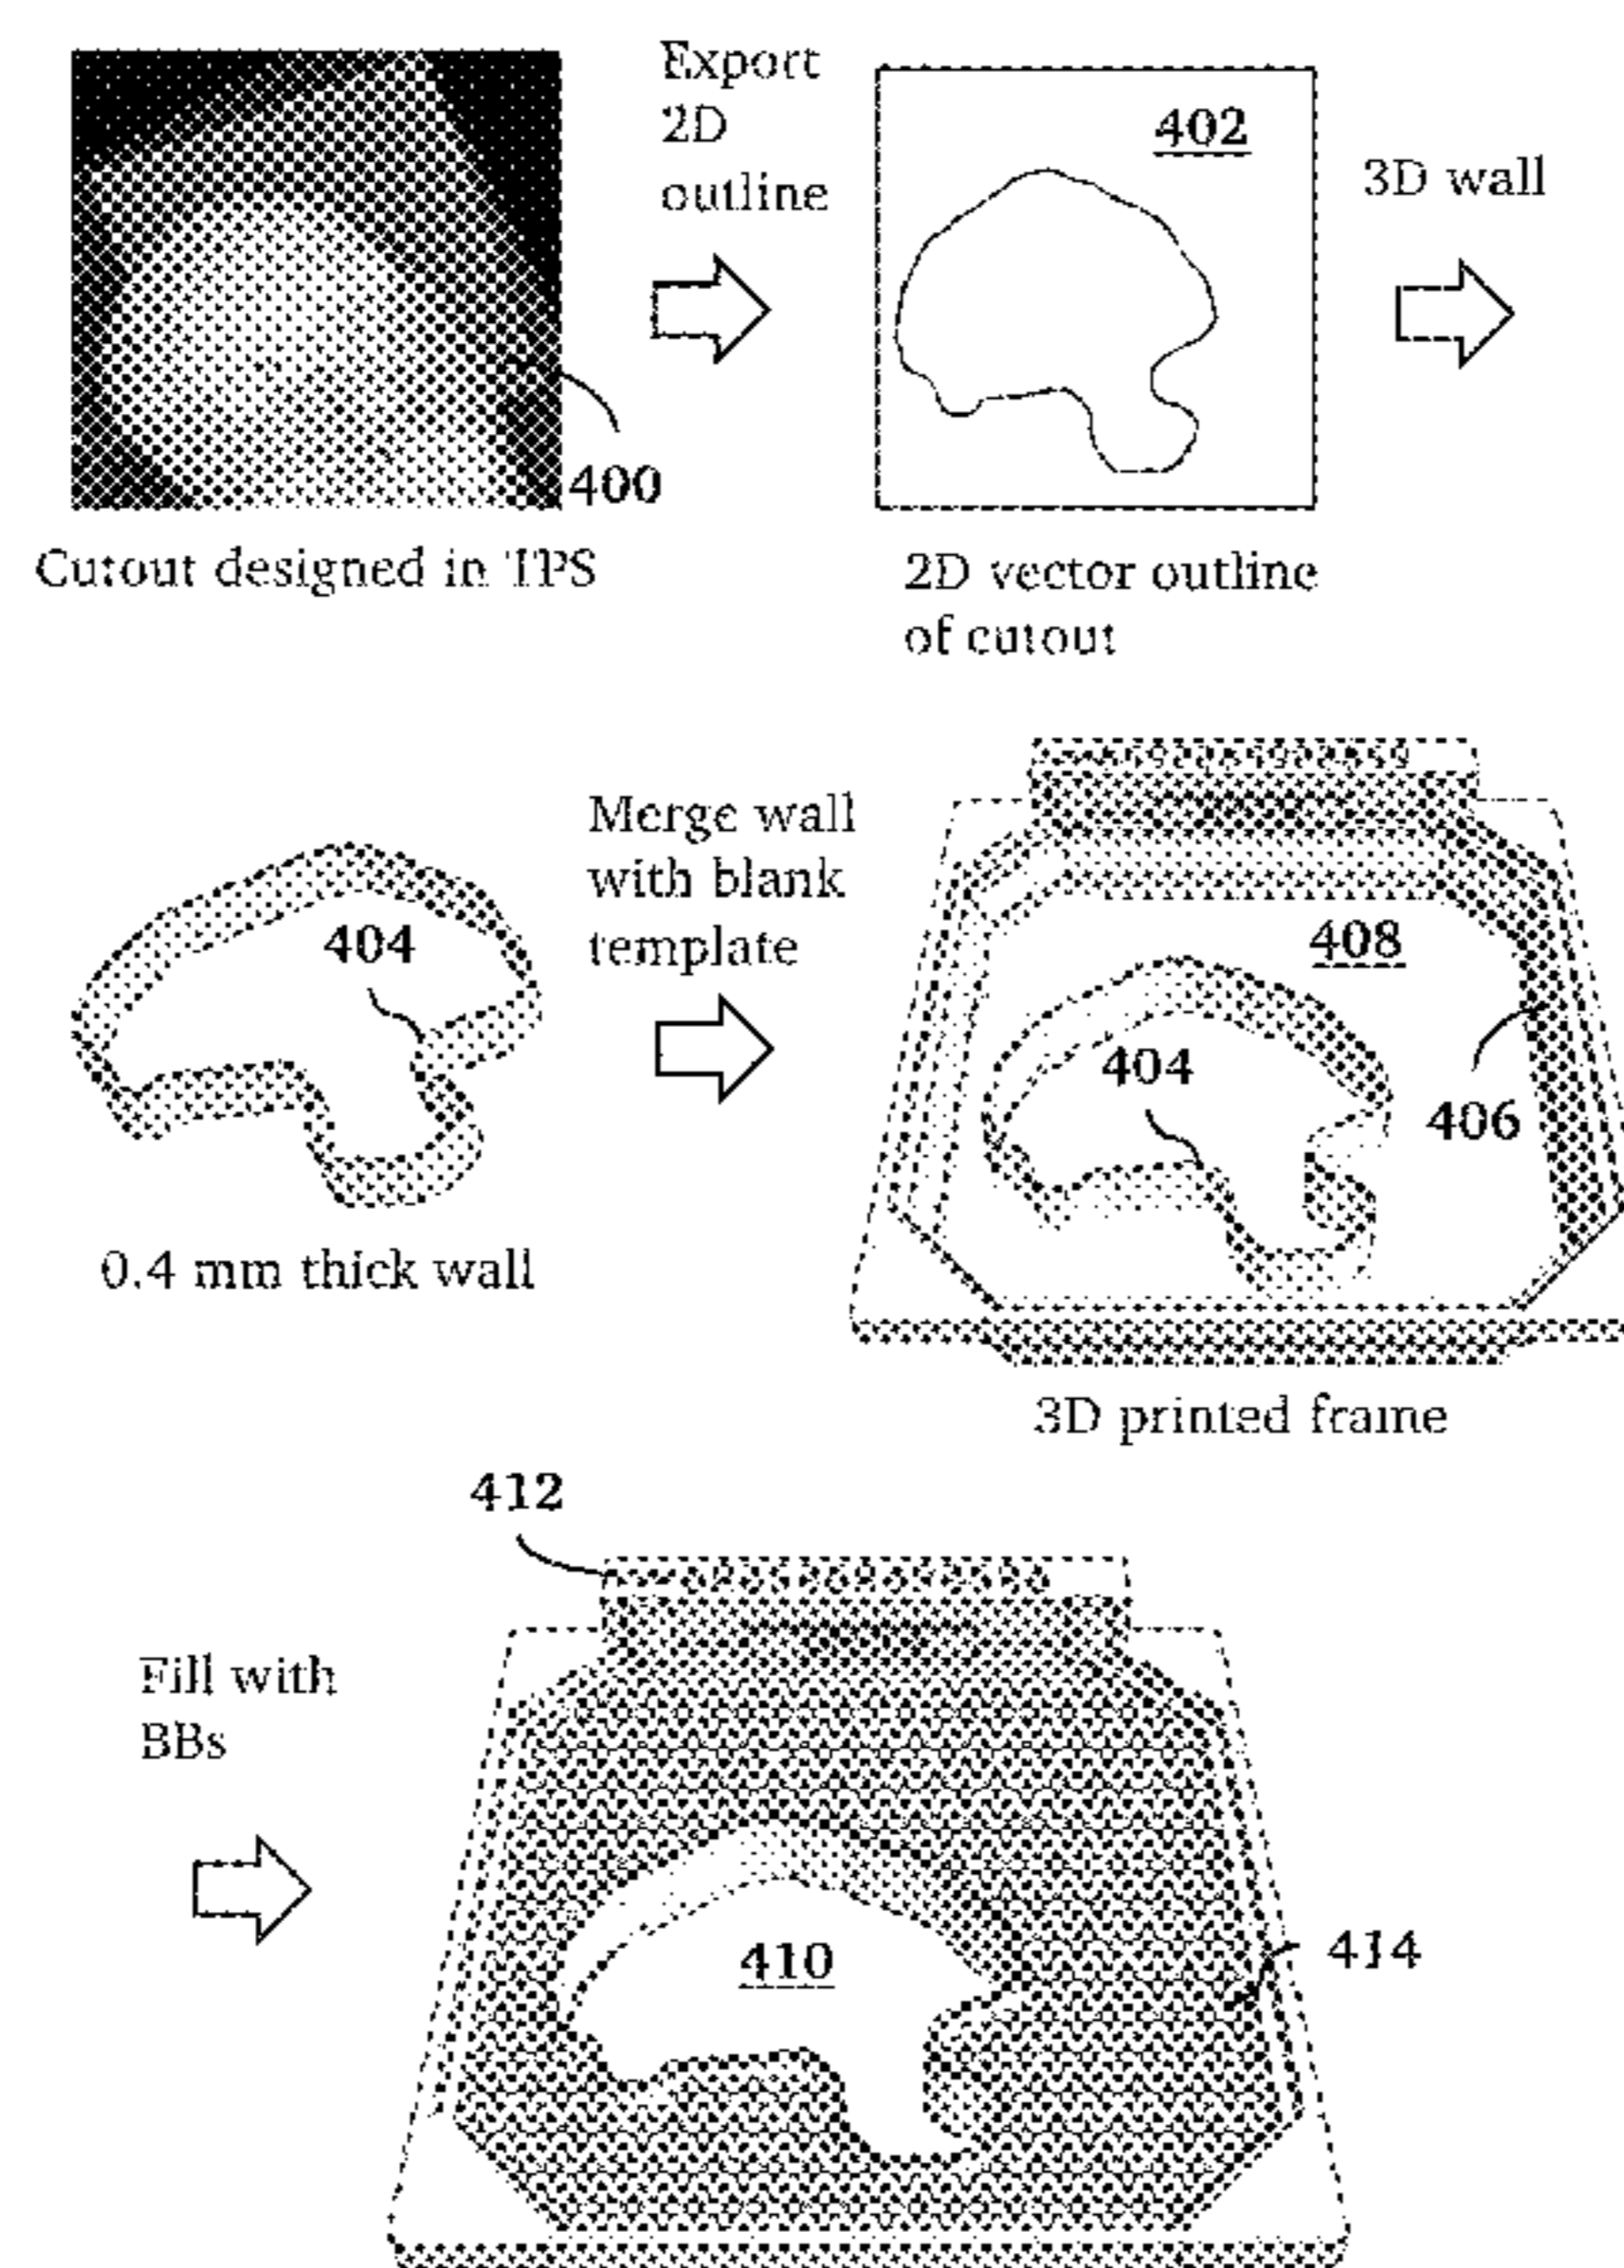 Export
2D
outline
402
3D wall
400
Cutout designed in TPS
2D vector outline
of cutout
Merge wall
with blank
template
404
408
404
406
0.4 mm thick wall
3D printed frame
412
Fill with
BBs
410
414